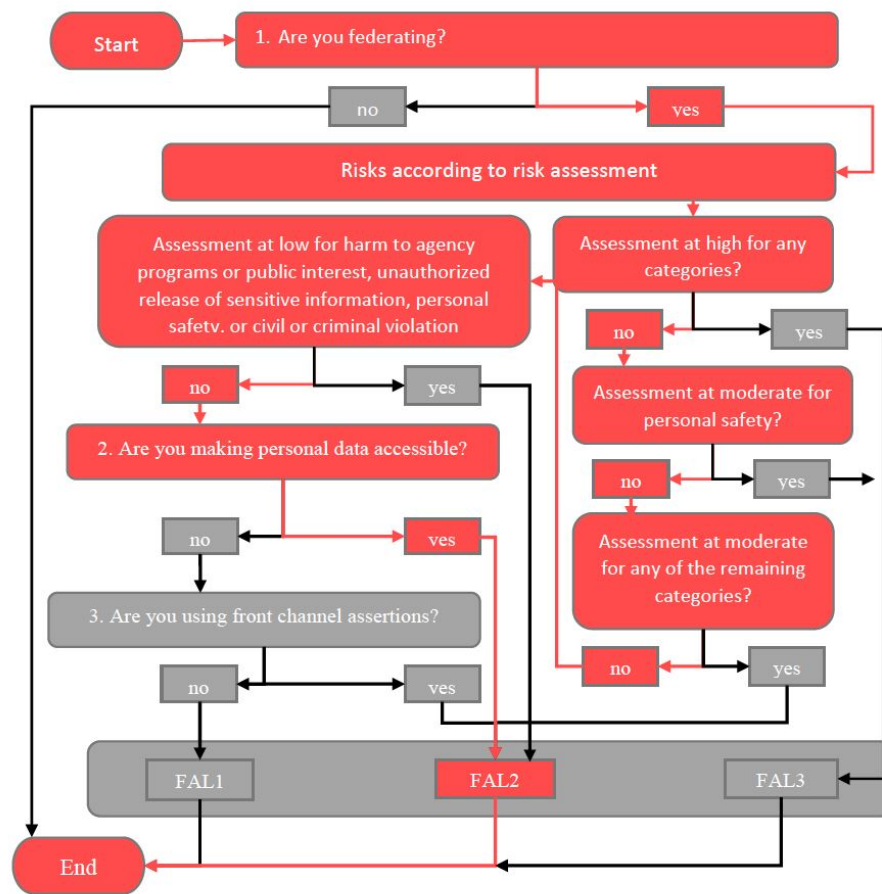 Start
1. Are you federating?
no
yes
Risks according to risk assessment
Assessment at low for harm to agency
programs or public interest, unauthorized
release of sensitive information, personal
safety. or civil or criminal violation
Assessment at high for any
categories?
no
yes
no
yes
Assessment at moderate for
personal safety?
2. Are you making personal data accessible?
no
yes
no
yes
Assessment at moderate
for any of the remaining
categories?
3. Are you using front channel assertions?
no
yes
no
yes
FAL1
FAL2
FAL3
End